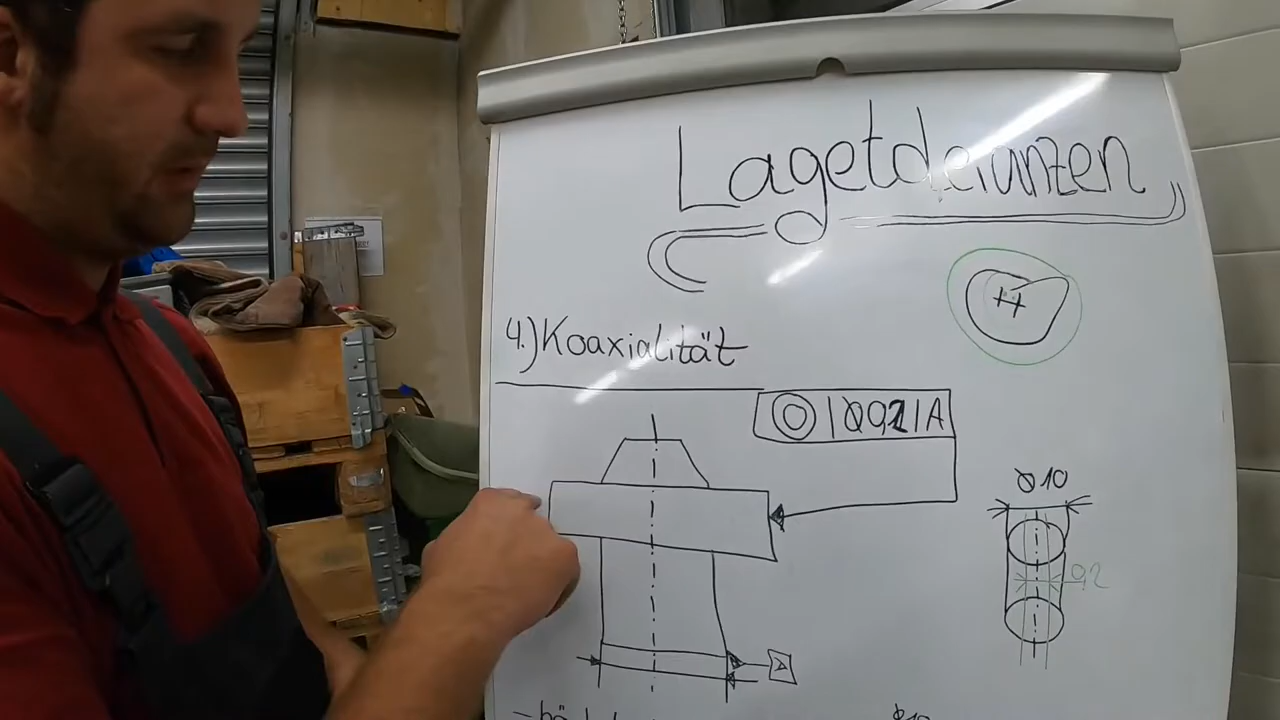 Lagetoleranzen
4.) Koaxialität
◎ | Ø0,2 | A
Ø10
0,2
A